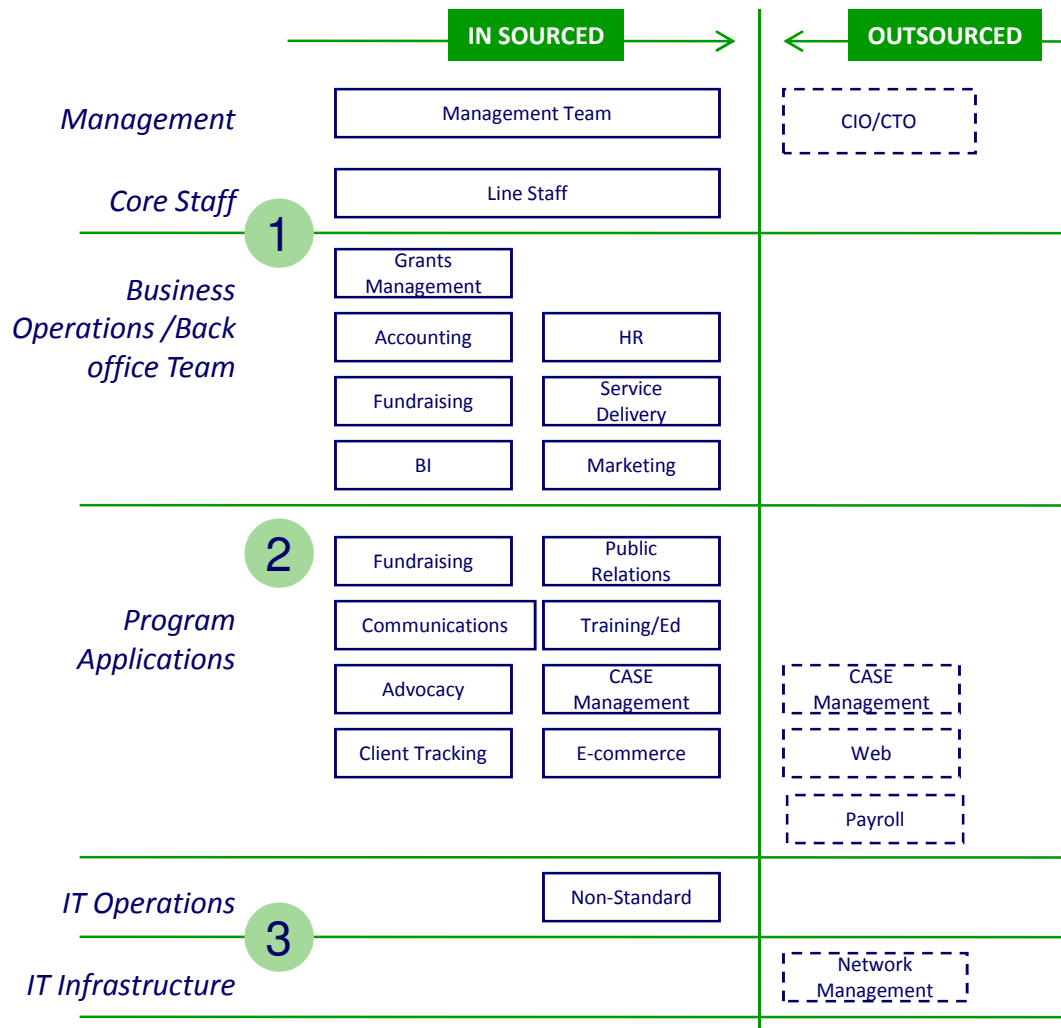 IN SOURCED
OUTSOURCED
Management
Management Team
CIO/CTO
Core Staff
Line Staff
1
Business
Operations /Back
office Team
Grants
Management
Accounting
HR
Fundraising
Service
Delivery
BI
Marketing
2
Program
Applications
Fundraising
Public
Relations
Communications
Training/Ed
Advocacy
CASE
Management
CASE
Management
Client Tracking
E-commerce
Web
Payroll
IT Operations
Non-Standard
3
IT Infrastructure
Network
Management